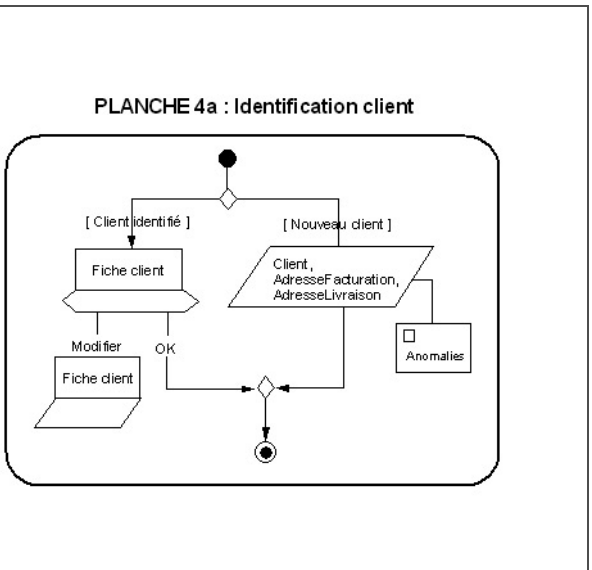 PLANCHE 4a : Identification client
[ Client identifié ]
[ Nouveau client ]
Fiche client
Client,
AdresseFacturation,
AdresseLivraison
Modifier
OK
Anomalies
Fiche client